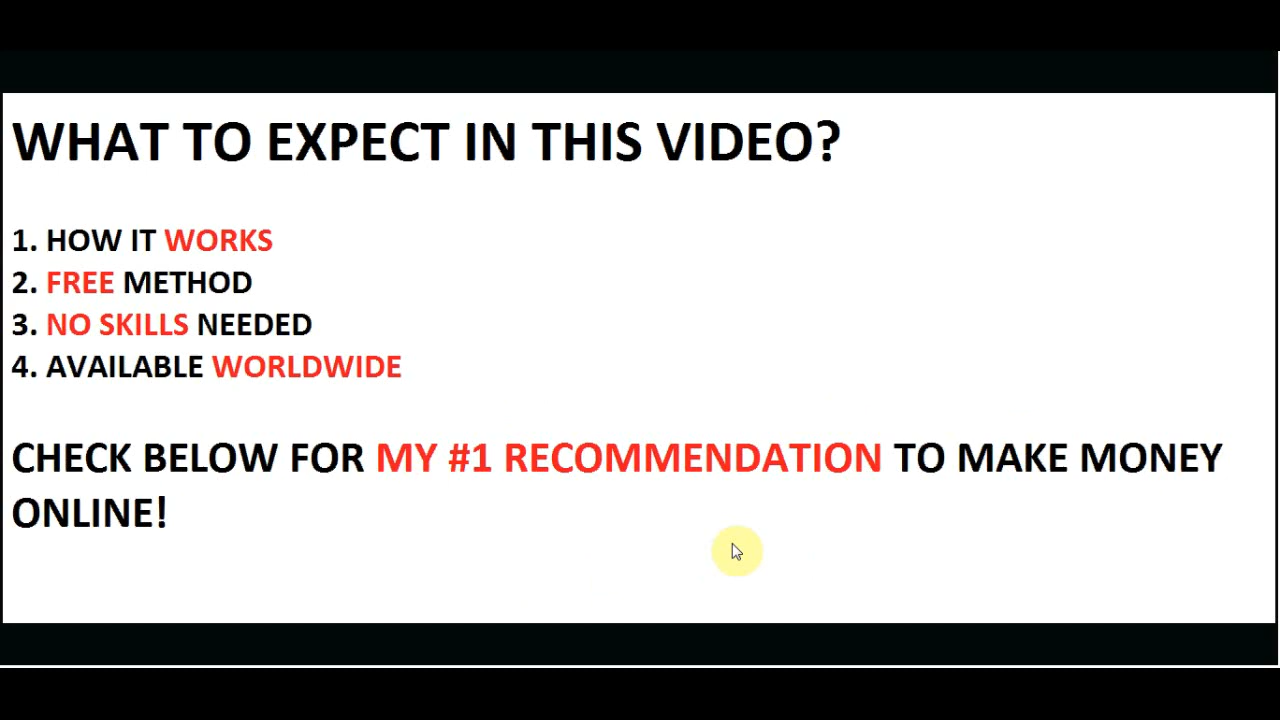 WHAT TO EXPECT IN THIS VIDEO?
1. HOW IT WORKS
2. FREE METHOD
3. NO SKILLS NEEDED
4. AVAILABLE WORLDWIDE
CHECK BELOW FOR MY #1 RECOMMENDATION TO MAKE MONEY
ONLINE!